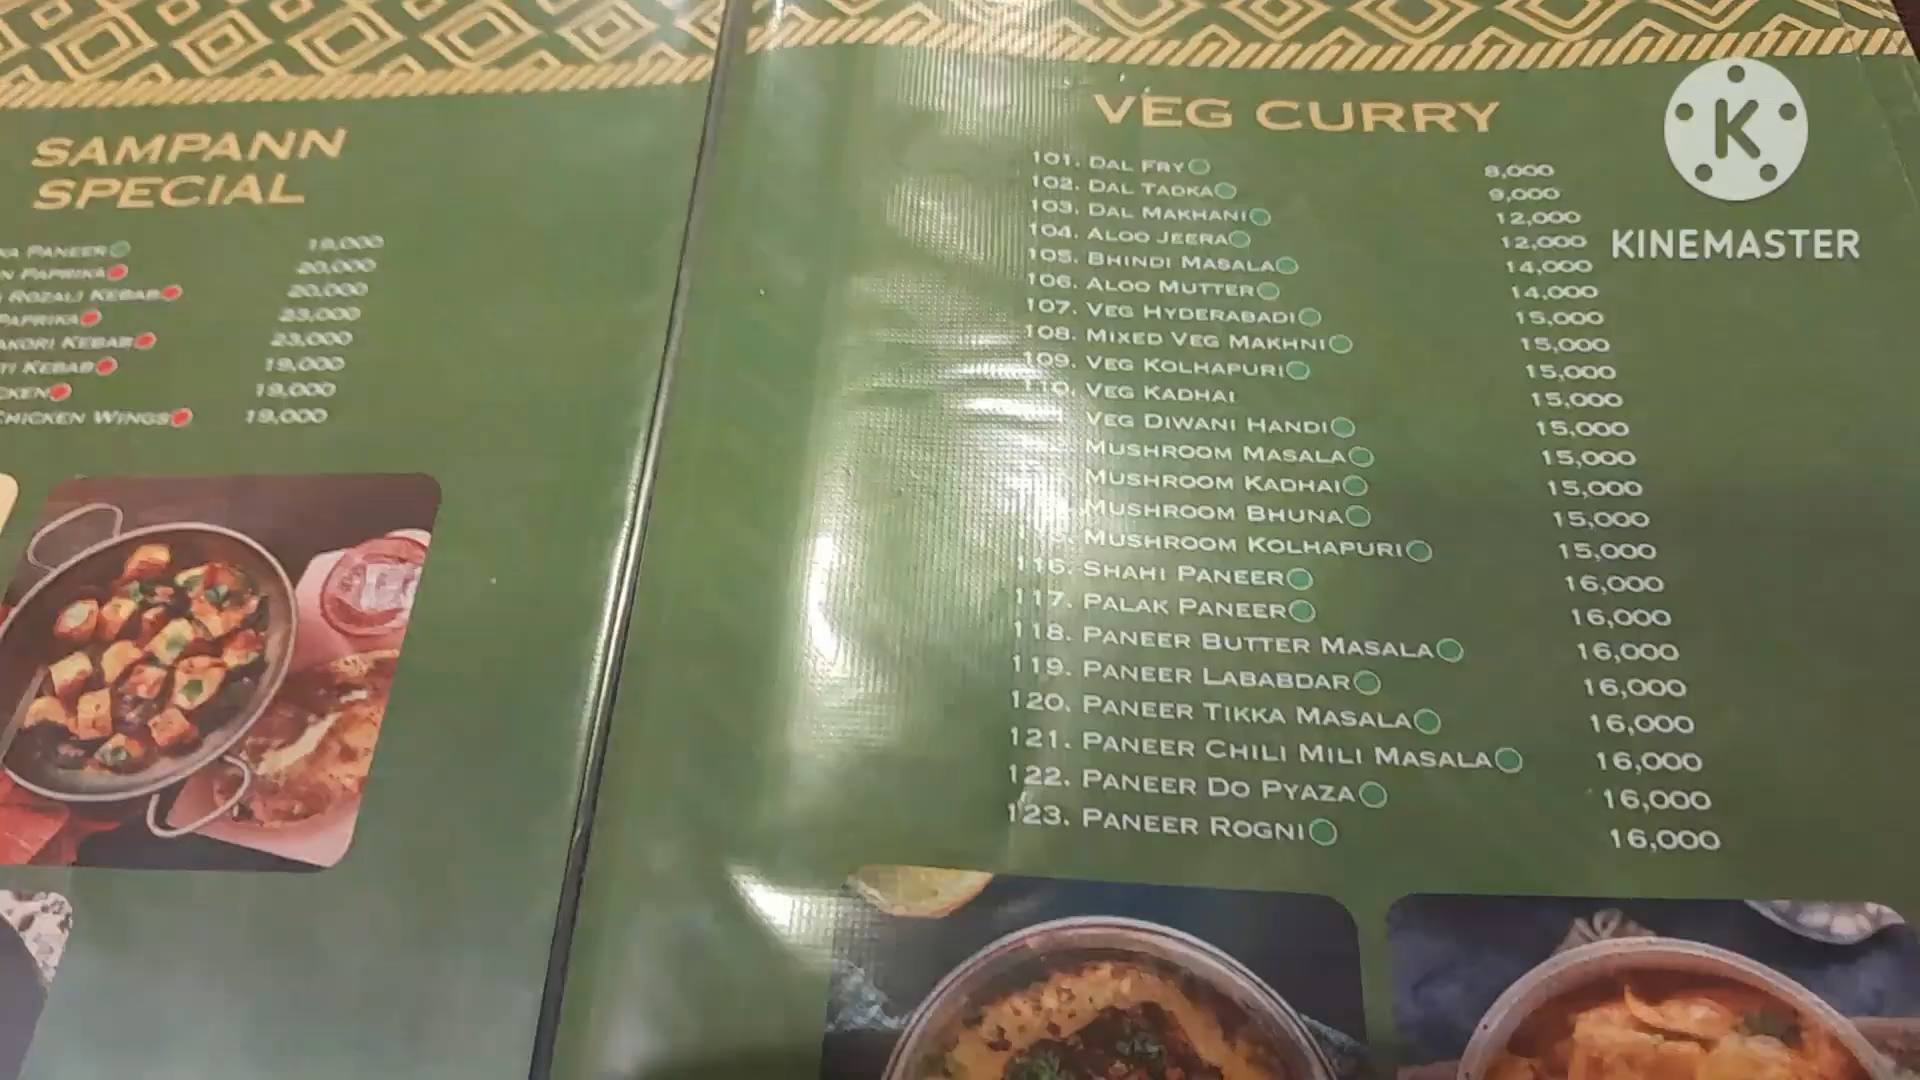 SAMPANN
SPECIAL
PANEER 19,000
PAPRIKA 20,000
ROZALI KEBAB 20,000
PAPRIKA 23,000
KEBAB 23,000
KEBAB 19,000
19,000
CHICKEN WINGS 19,000
VEG CURRY
101. DAL FRY 8,000
102. DAL TADKA 9,000
103. DAL MAKHANI 12,000
104. ALOO JEERA 12,000
105. BHINDI MASALA 14,000
106. ALOO MUTTER 14,000
107. VEG HYDERABADI 15,000
108. MIXED VEG MAKHNI 15,000
109. VEG KOLHAPURI 15,000
110. VEG KADHAI 15,000
VEG DIWANI HANDI 15,000
MUSHROOM MASALA 15,000
MUSHROOM KADHAI 15,000
MUSHROOM BHUNA 15,000
MUSHROOM KOLHAPURI 15,000
116. SHAHI PANEER 16,000
117. PALAK PANEER 16,000
118. PANEER BUTTER MASALA 16,000
119. PANEER LABABDAR 16,000
120. PANEER TIKKA MASALA 16,000
121. PANEER CHILI MILI MASALA 16,000
122. PANEER DO PYAZA 16,000
123. PANEER ROGNI 16,000
K
KINEMASTER